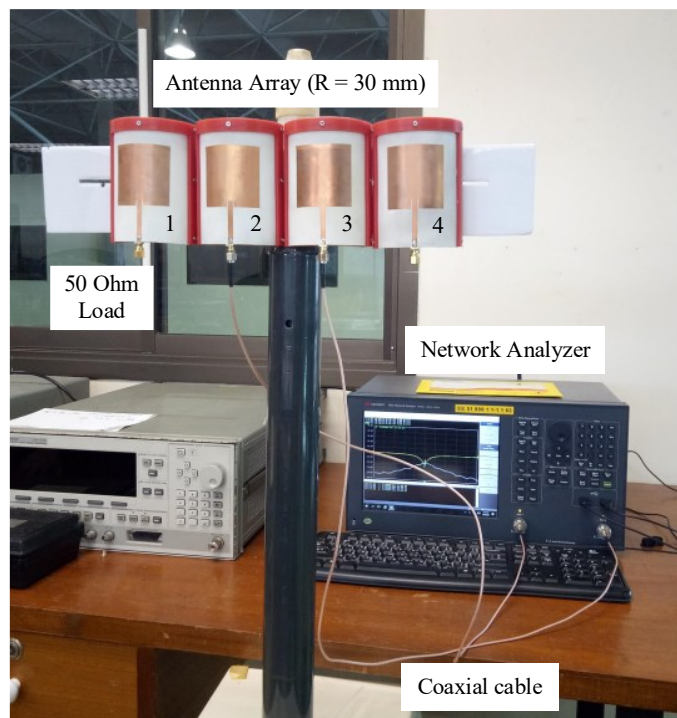 Antenna Array (R = 30 mm)
1
2
3
4
50 Ohm
Load
Network Analyzer
Coaxial cable